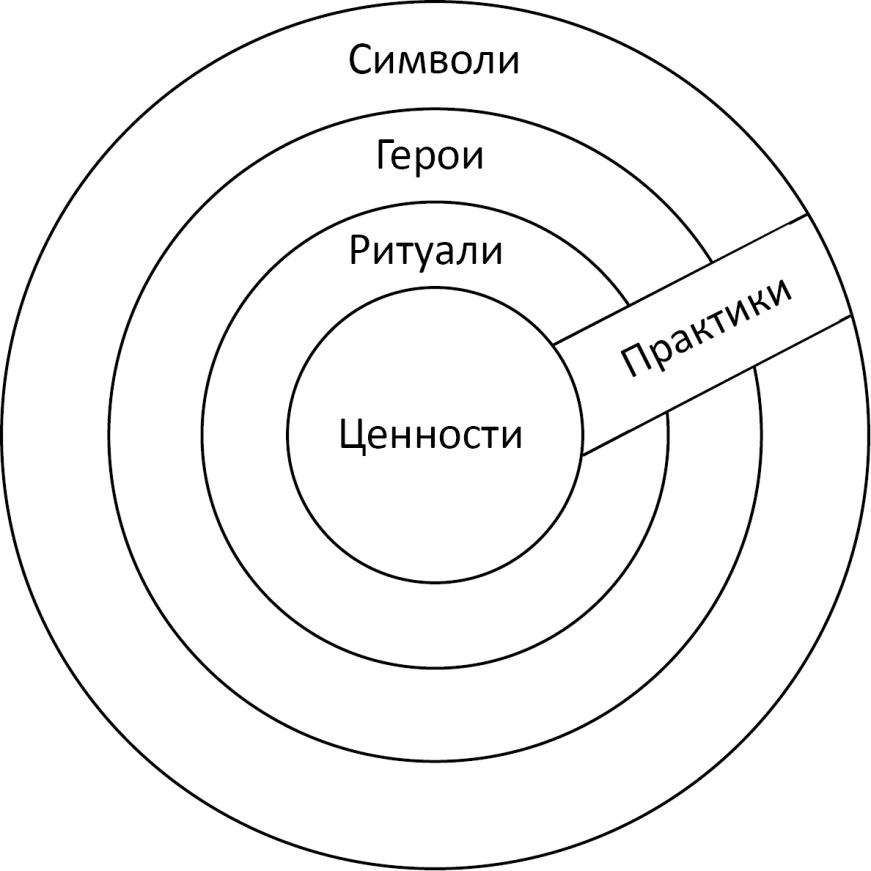 Символи
Герои
Ритуали
Практики
Ценности